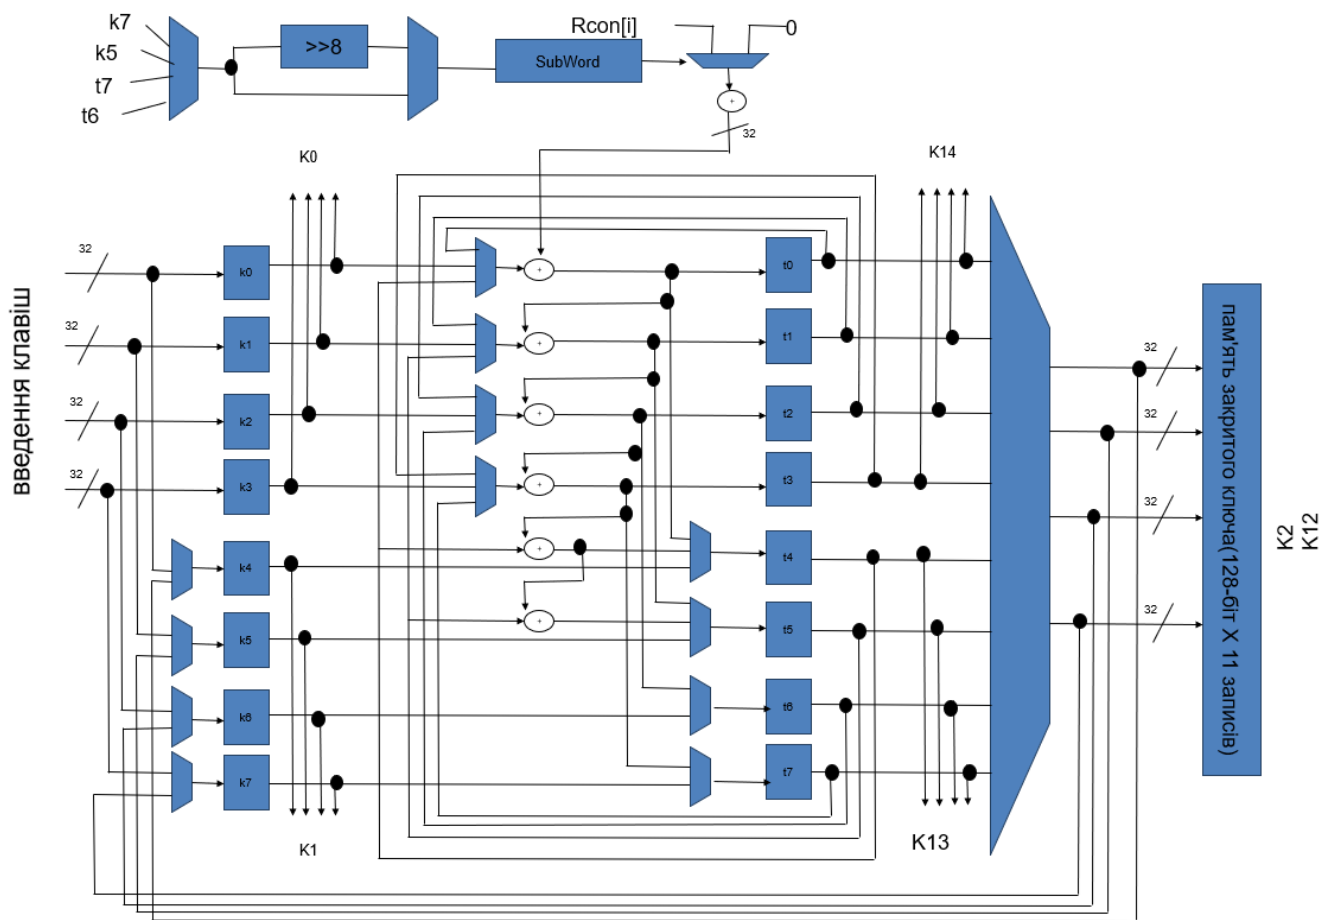 k7
k5
t7
t6
>>8
SubWord
Rcon[i]
0
+
32
K0
K14
введення клавіш
32
32
32
32
k0
k1
k2
k3
k4
k5
k6
k7
+
+
+
+
+
+
t0
t1
t2
t3
t4
t5
t6
t7
K1
K13
32
32
32
32
пам'ять закритого ключа(128-біт X 11 записів)
K2
K12